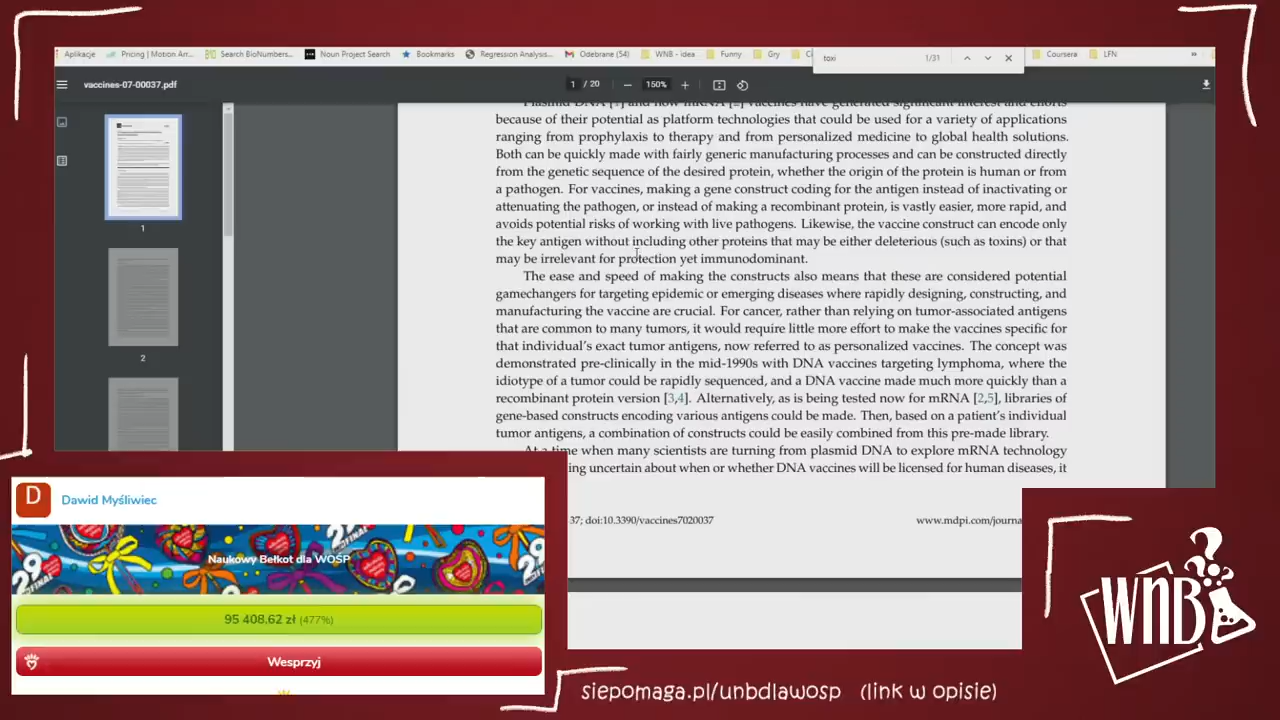 Aplikacje Pricing | Motion Arr... Search BioNumbers... Noun Project Search Bookmarks Regression Analysis... Odebrane (54) WNB - idea Funny Gry Coursera LFN »
toxi 1/31
vaccines-07-00037.pdf 1 / 20 150%
Plasmid DNA [1] and now mRNA [2] vaccines have generated significant interest and efforts
because of their potential as platform technologies that could be used for a variety of applications
ranging from prophylaxis to therapy and from personalized medicine to global health solutions.
Both can be quickly made with fairly generic manufacturing processes and can be constructed directly
from the genetic sequence of the desired protein, whether the origin of the protein is human or from
a pathogen. For vaccines, making a gene construct coding for the antigen instead of inactivating or
attenuating the pathogen, or instead of making a recombinant protein, is vastly easier, more rapid, and
avoids potential risks of working with live pathogens. Likewise, the vaccine construct can encode only
the key antigen without including other proteins that may be either deleterious (such as toxins) or that
may be irrelevant for protection yet immunodominant.
The ease and speed of making the constructs also means that these are considered potential
gamechangers for targeting epidemic or emerging diseases where rapidly designing, constructing, and
manufacturing the vaccine are crucial. For cancer, rather than relying on tumor-associated antigens
that are common to many tumors, it would require little more effort to make the vaccines specific for
that individual's exact tumor antigens, now referred to as personalized vaccines. The concept was
demonstrated pre-clinically in the mid-1990s with DNA vaccines targeting lymphoma, where the
idiotype of a tumor could be rapidly sequenced, and a DNA vaccine made much more quickly than a
recombinant protein version [3,4]. Alternatively, as is being tested now for mRNA [2,5], libraries of
gene-based constructs encoding various antigens could be made. Then, based on a patient's individual
tumor antigens, a combination of constructs could be easily combined from this pre-made library.
At a time when many scientists are turning from plasmid DNA to explore mRNA technology
ing uncertain about when or whether DNA vaccines will be licensed for human diseases, it
37; doi:10.3390/vaccines7020037 www.mdpi.com/journa
1
2
D Dawid Myśliwiec
29 FINAŁ
Naukowy Bełkot dla WOSP
95 408,62 zł (477%)
Wesprzyj
WNB
siepomaga.pl/unbdlawosp (link w opisie)